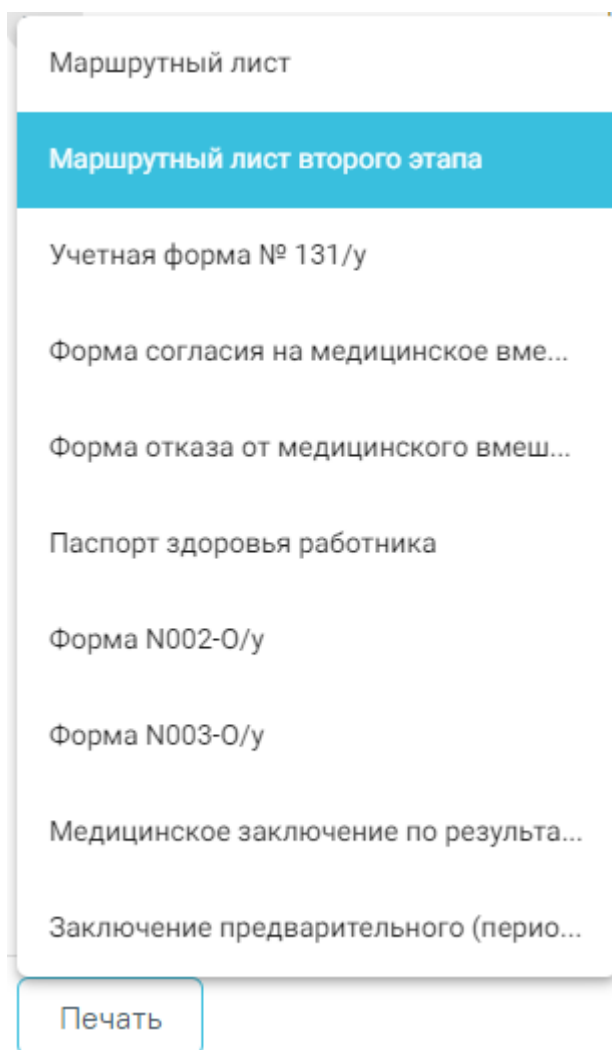 Маршрутный лист
Маршрутный лист второго этапа
Учетная форма № 131/у
Форма согласия на медицинское вме...
Форма отказа от медицинского вмеш...
Паспорт здоровья работника
Форма N002-О/у
Форма N003-О/у
Медицинское заключение по результа...
Заключение предварительного (перио...
Печать